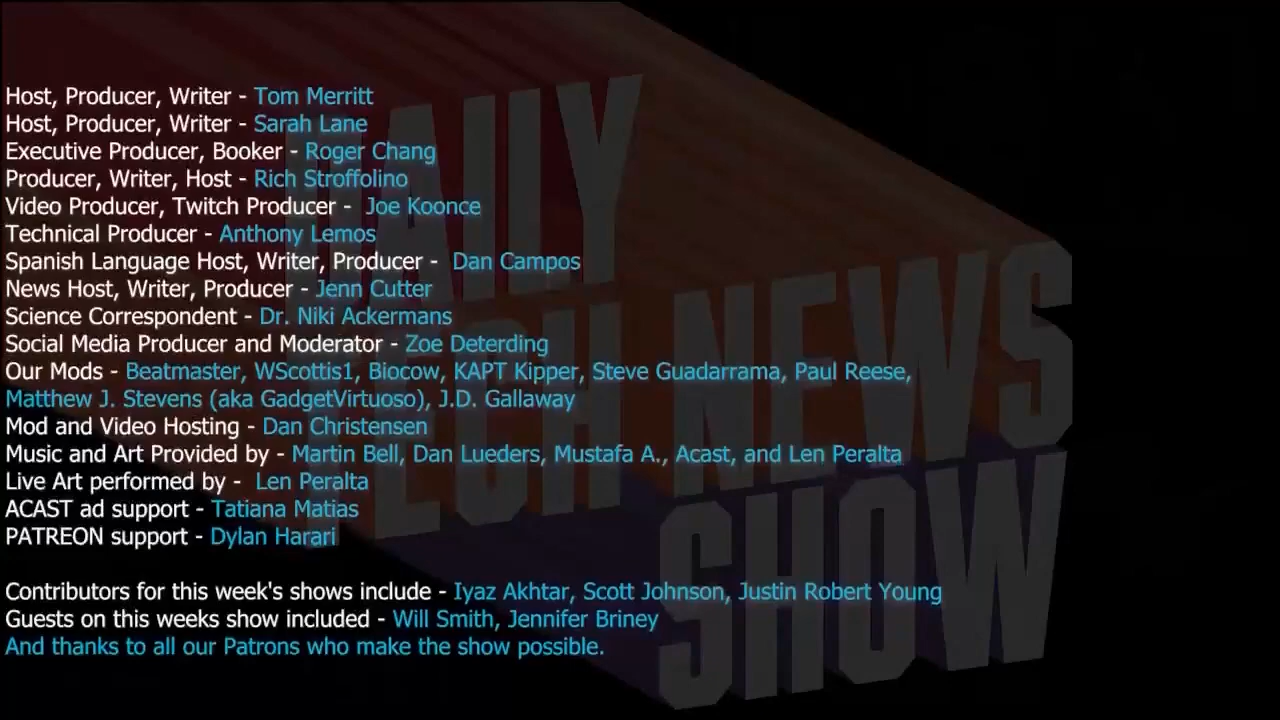 Host, Producer, Writer - Tom Merritt
Host, Producer, Writer - Sarah Lane
Executive Producer, Booker - Roger Chang
Producer, Writer, Host - Rich Stroffolino
Video Producer, Twitch Producer - Joe Koonce
Technical Producer - Anthony Lemos
Spanish Language Host, Writer, Producer - Dan Campos
News Host, Writer, Producer - Jenn Cutter
Science Correspondent - Dr. Niki Ackermans
Social Media Producer and Moderator - Zoe Deterding
Our Mods - Beatmaster, WScottis1, Biocow, KAPT Kipper, Steve Guadarrama, Paul Reese,
Matthew J. Stevens (aka GadgetVirtuoso), J.D. Gallaway
Mod and Video Hosting - Dan Christensen
Music and Art Provided by - Martin Bell, Dan Lueders, Mustafa A., Acast, and Len Peralta
Live Art performed by - Len Peralta
ACAST ad support - Tatiana Matias
PATREON support - Dylan Harari
Contributors for this week's shows include - Iyaz Akhtar, Scott Johnson, Justin Robert Young
Guests on this weeks show included - Will Smith, Jennifer Briney
And thanks to all our Patrons who make the show possible.
DAILY
TECH NEWS
SHOW